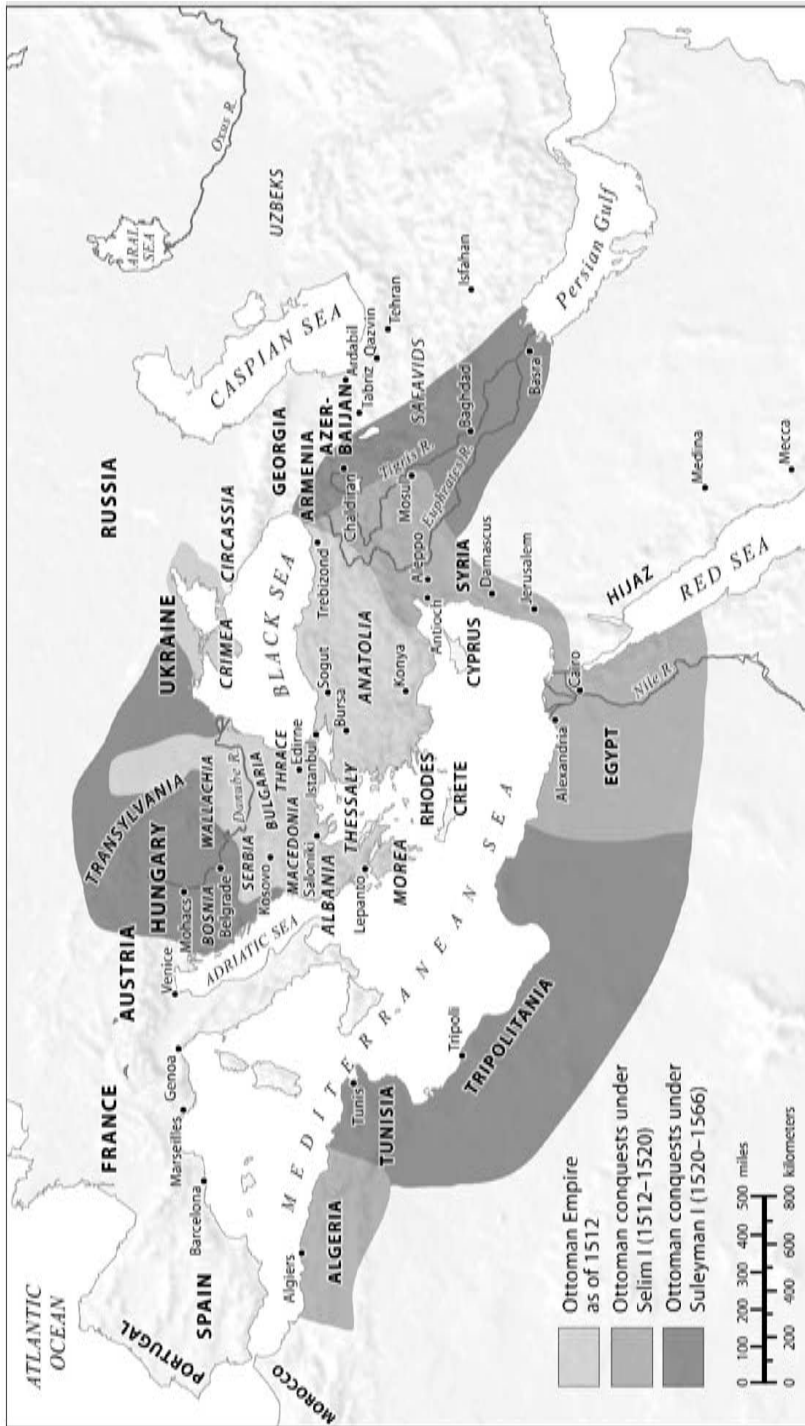 ATLANTIC
OCEAN
PORTUGAL
SPAIN
MOROCCO
FRANCE
Barcelona
Marseilles
Genoa
Algiers
ALGERIA
AUSTRIA
Venice
ADRIATIC SEA
MEDITERRANEAN SEA
Tunis
TUNISIA
Tripoli
TRIPOLITANIA
TRANSYLVANIA
HUNGARY
Mohacs
BOSNIA
Belgrade
WALLACHIA
Danube R.
SERBIA
BULGARIA
Kosovo
MACEDONIA
THRACE
Edirne
Saloniki
Istanbul
ALBANIA
THESSALY
Lepanto
MOREA
RHODES
CRETE
UKRAINE
CRIMEA
CIRCASSIA
RUSSIA
BLACK SEA
Sogut
Bursa
ANATOLIA
Konya
Trebizond
CYPRUS
Antioch
Aleppo
SYRIA
Damascus
Jerusalem
Alexandria
Cairo
EGYPT
Nile R.
HIJAZ
RED SEA
Medina
Mecca
GEORGIA
ARMENIA
AZER-
BAIJAN
Chaldiran
Tabriz
Ardabil
Qazvin
Tehran
Mosul
Tigris R.
Euphrates R.
SAFAVIDS
Baghdad
Basra
Isfahan
Persian Gulf
CASPIAN SEA
ARAL
SEA
Oxus R.
UZBEKS
Ottoman Empire
as of 1512
Ottoman conquests under
Selim I (1512–1520)
Ottoman conquests under
Suleyman I (1520–1566)
0 100 200 300 400 500 miles
0 200 400 600 800 kilometers